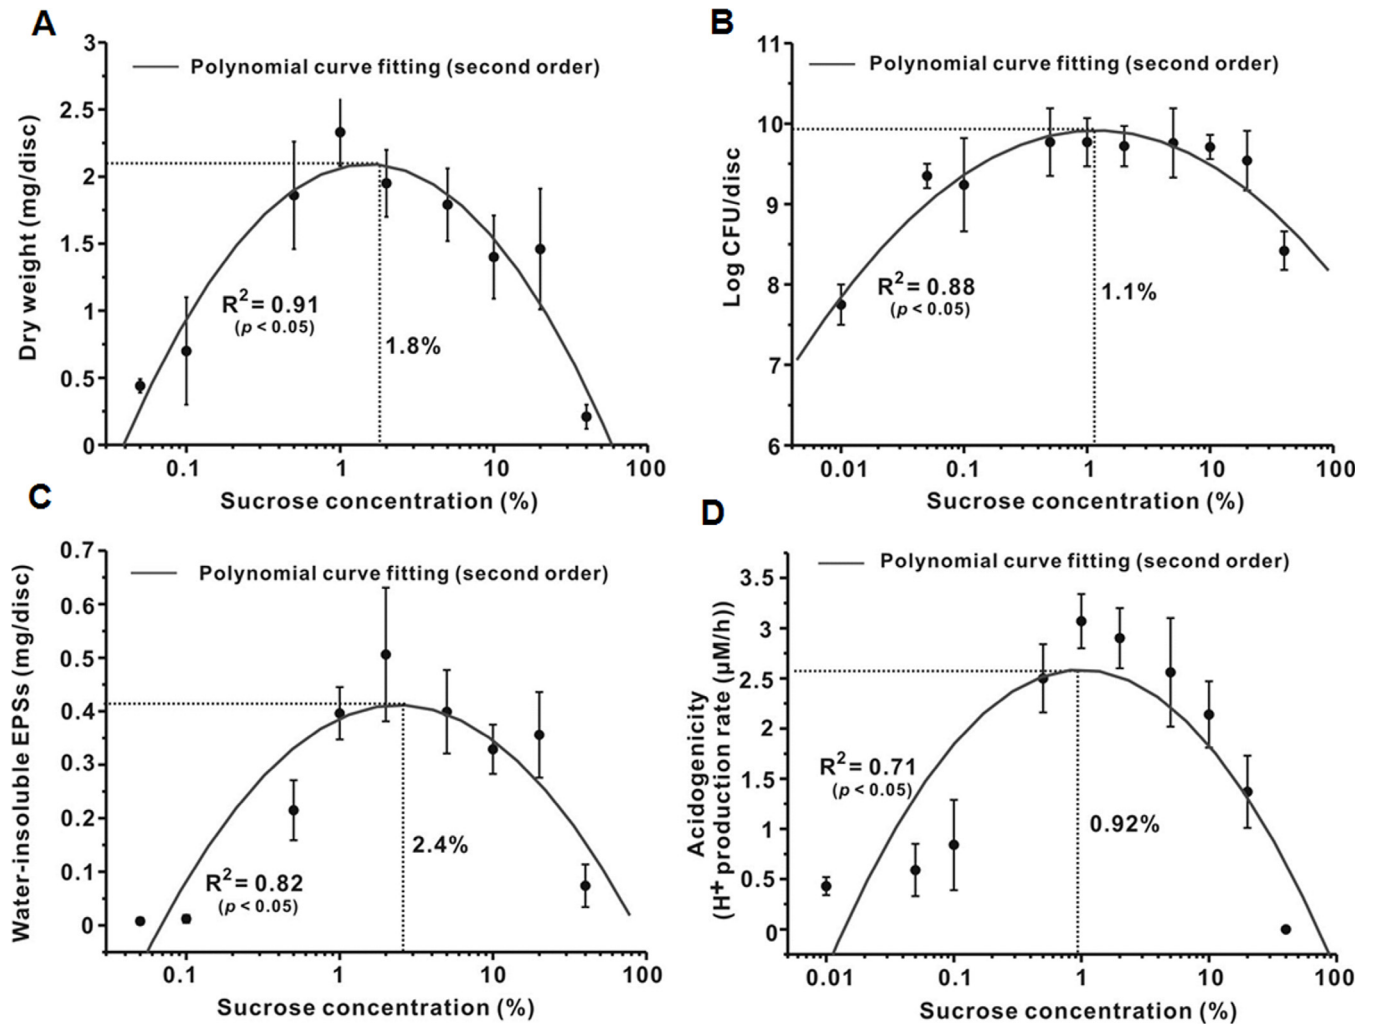 A
Polynomial curve fitting (second order)
3
2.5
2
1.5
1
0.5
0
Dry weight (mg/disc)
R2 = 0.91
(p < 0.05)
1.8%
0.1
1
10
100
Sucrose concentration (%)
B
Polynomial curve fitting (second order)
11
10
9
8
7
6
Log CFU/disc
R2 = 0.88
(p < 0.05)
1.1%
0.01
0.1
1
10
100
Sucrose concentration (%)
C
Polynomial curve fitting (second order)
0.7
0.6
0.5
0.4
0.3
0.2
0.1
0
Water-insoluble EPSs (mg/disc)
R2 = 0.82
(p < 0.05)
2.4%
0.1
1
10
100
Sucrose concentration (%)
D
Polynomial curve fitting (second order)
3.5
3
2.5
2
1.5
1
0.5
0
Acidogenicity
(H+ production rate (µM/h))
R2 = 0.71
(p < 0.05)
0.92%
0.01
0.1
1
10
100
Sucrose concentration (%)